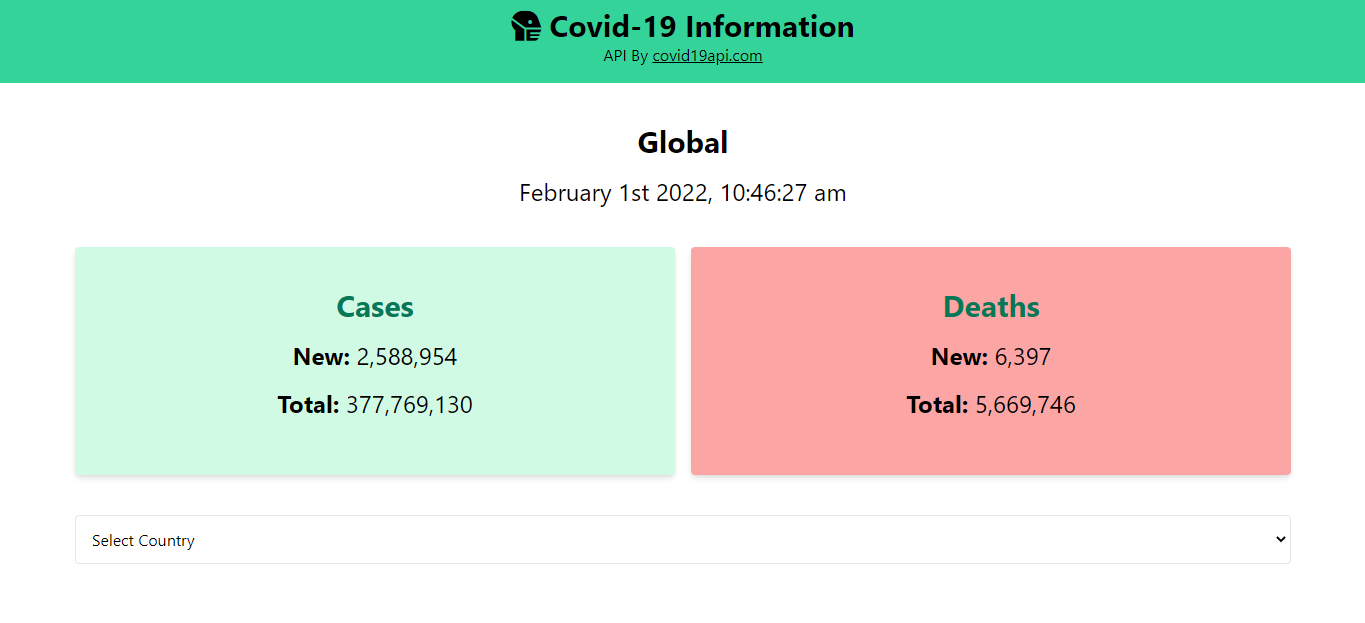 Covid-19 Information
API By covid19api.com
Global
February 1st 2022, 10:46:27 am
Cases
New: 2,588,954
Total: 377,769,130
Deaths
New: 6,397
Total: 5,669,746
Select Country